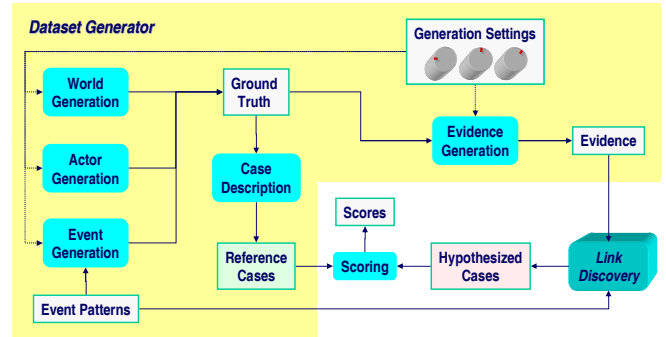 Dataset Generator
Generation Settings
World
Generation
Ground
Truth
Evidence
Generation
Evidence
Actor
Generation
Case
Description
Scores
Event
Generation
Reference
Cases
Scoring
Hypothesized
Cases
Link
Discovery
Event Patterns